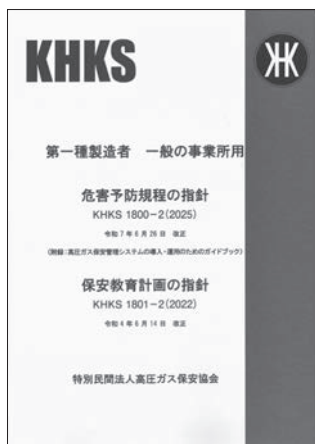 KHKS
KHK
第一種製造者　一般の事業所用
危害予防規程の指針
KHKS 1800－2(2025)
令和7年6月26日　改正
(附録：高圧ガス保安管理システムの導入・運用のためのガイドブック)
保安教育計画の指針
KHKS 1801－2(2022)
令和4年6月14日　改正
特別民間法人高圧ガス保安協会